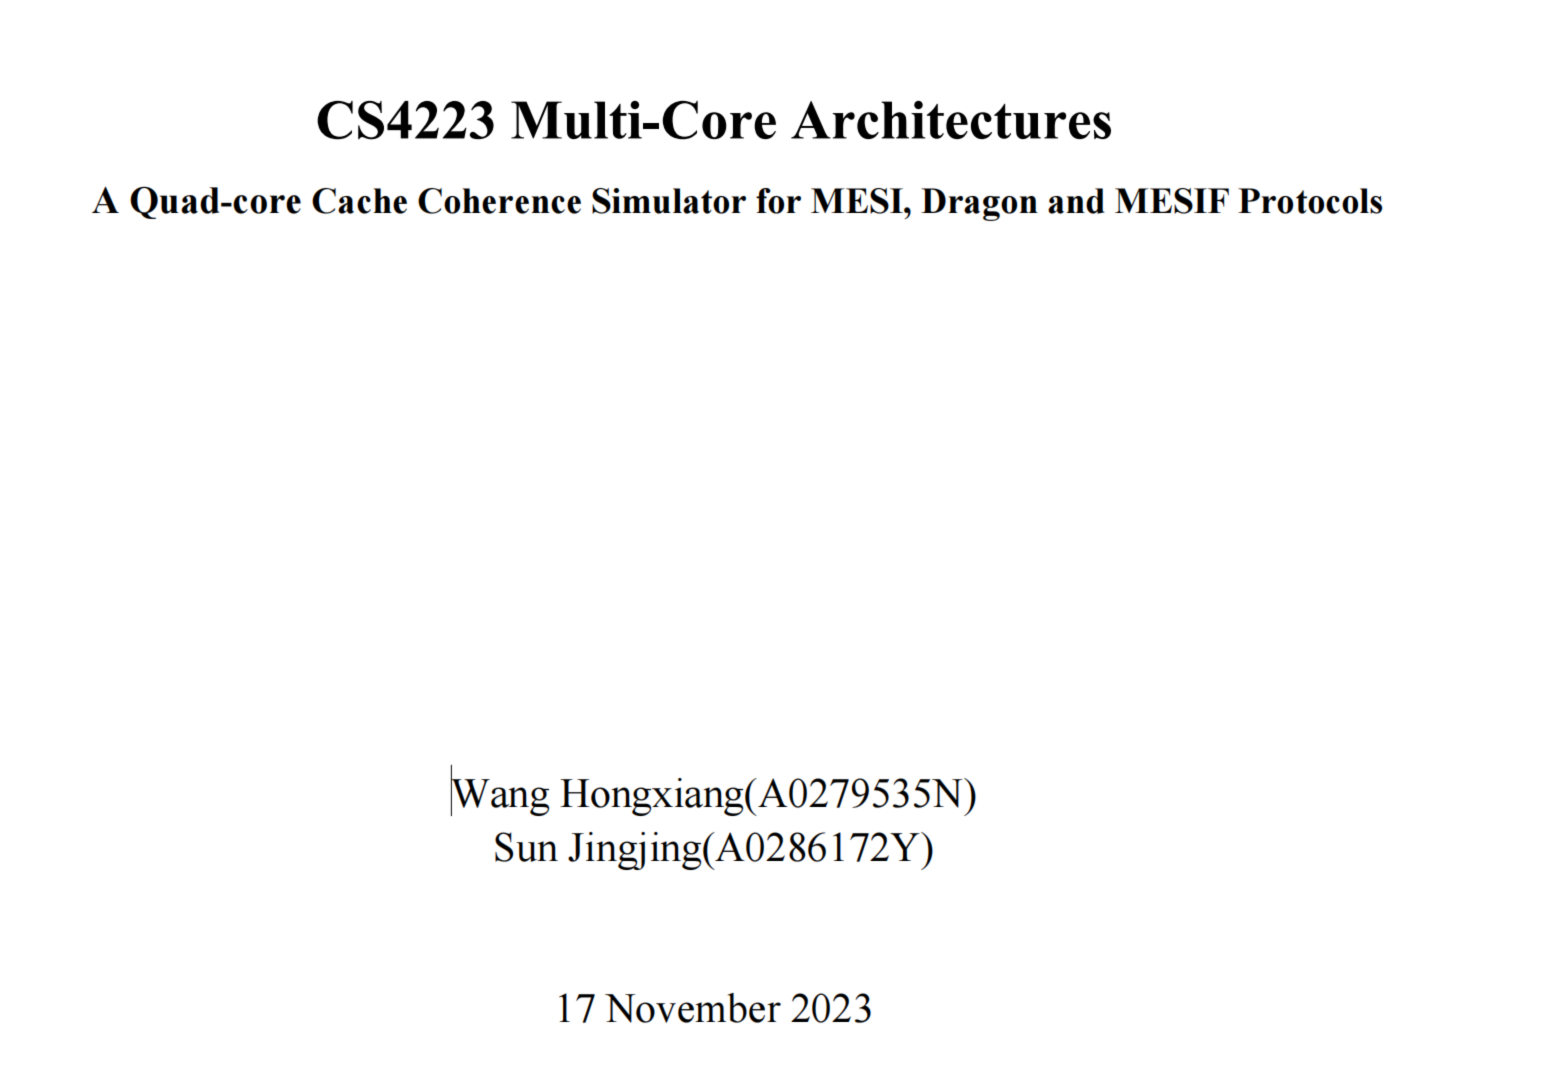 CS4223 Multi-Core Architectures
A Quad-core Cache Coherence Simulator for MESI, Dragon and MESIF Protocols
Wang Hongxiang(A0279535N)
Sun Jingjing(A0286172Y)
17 November 2023